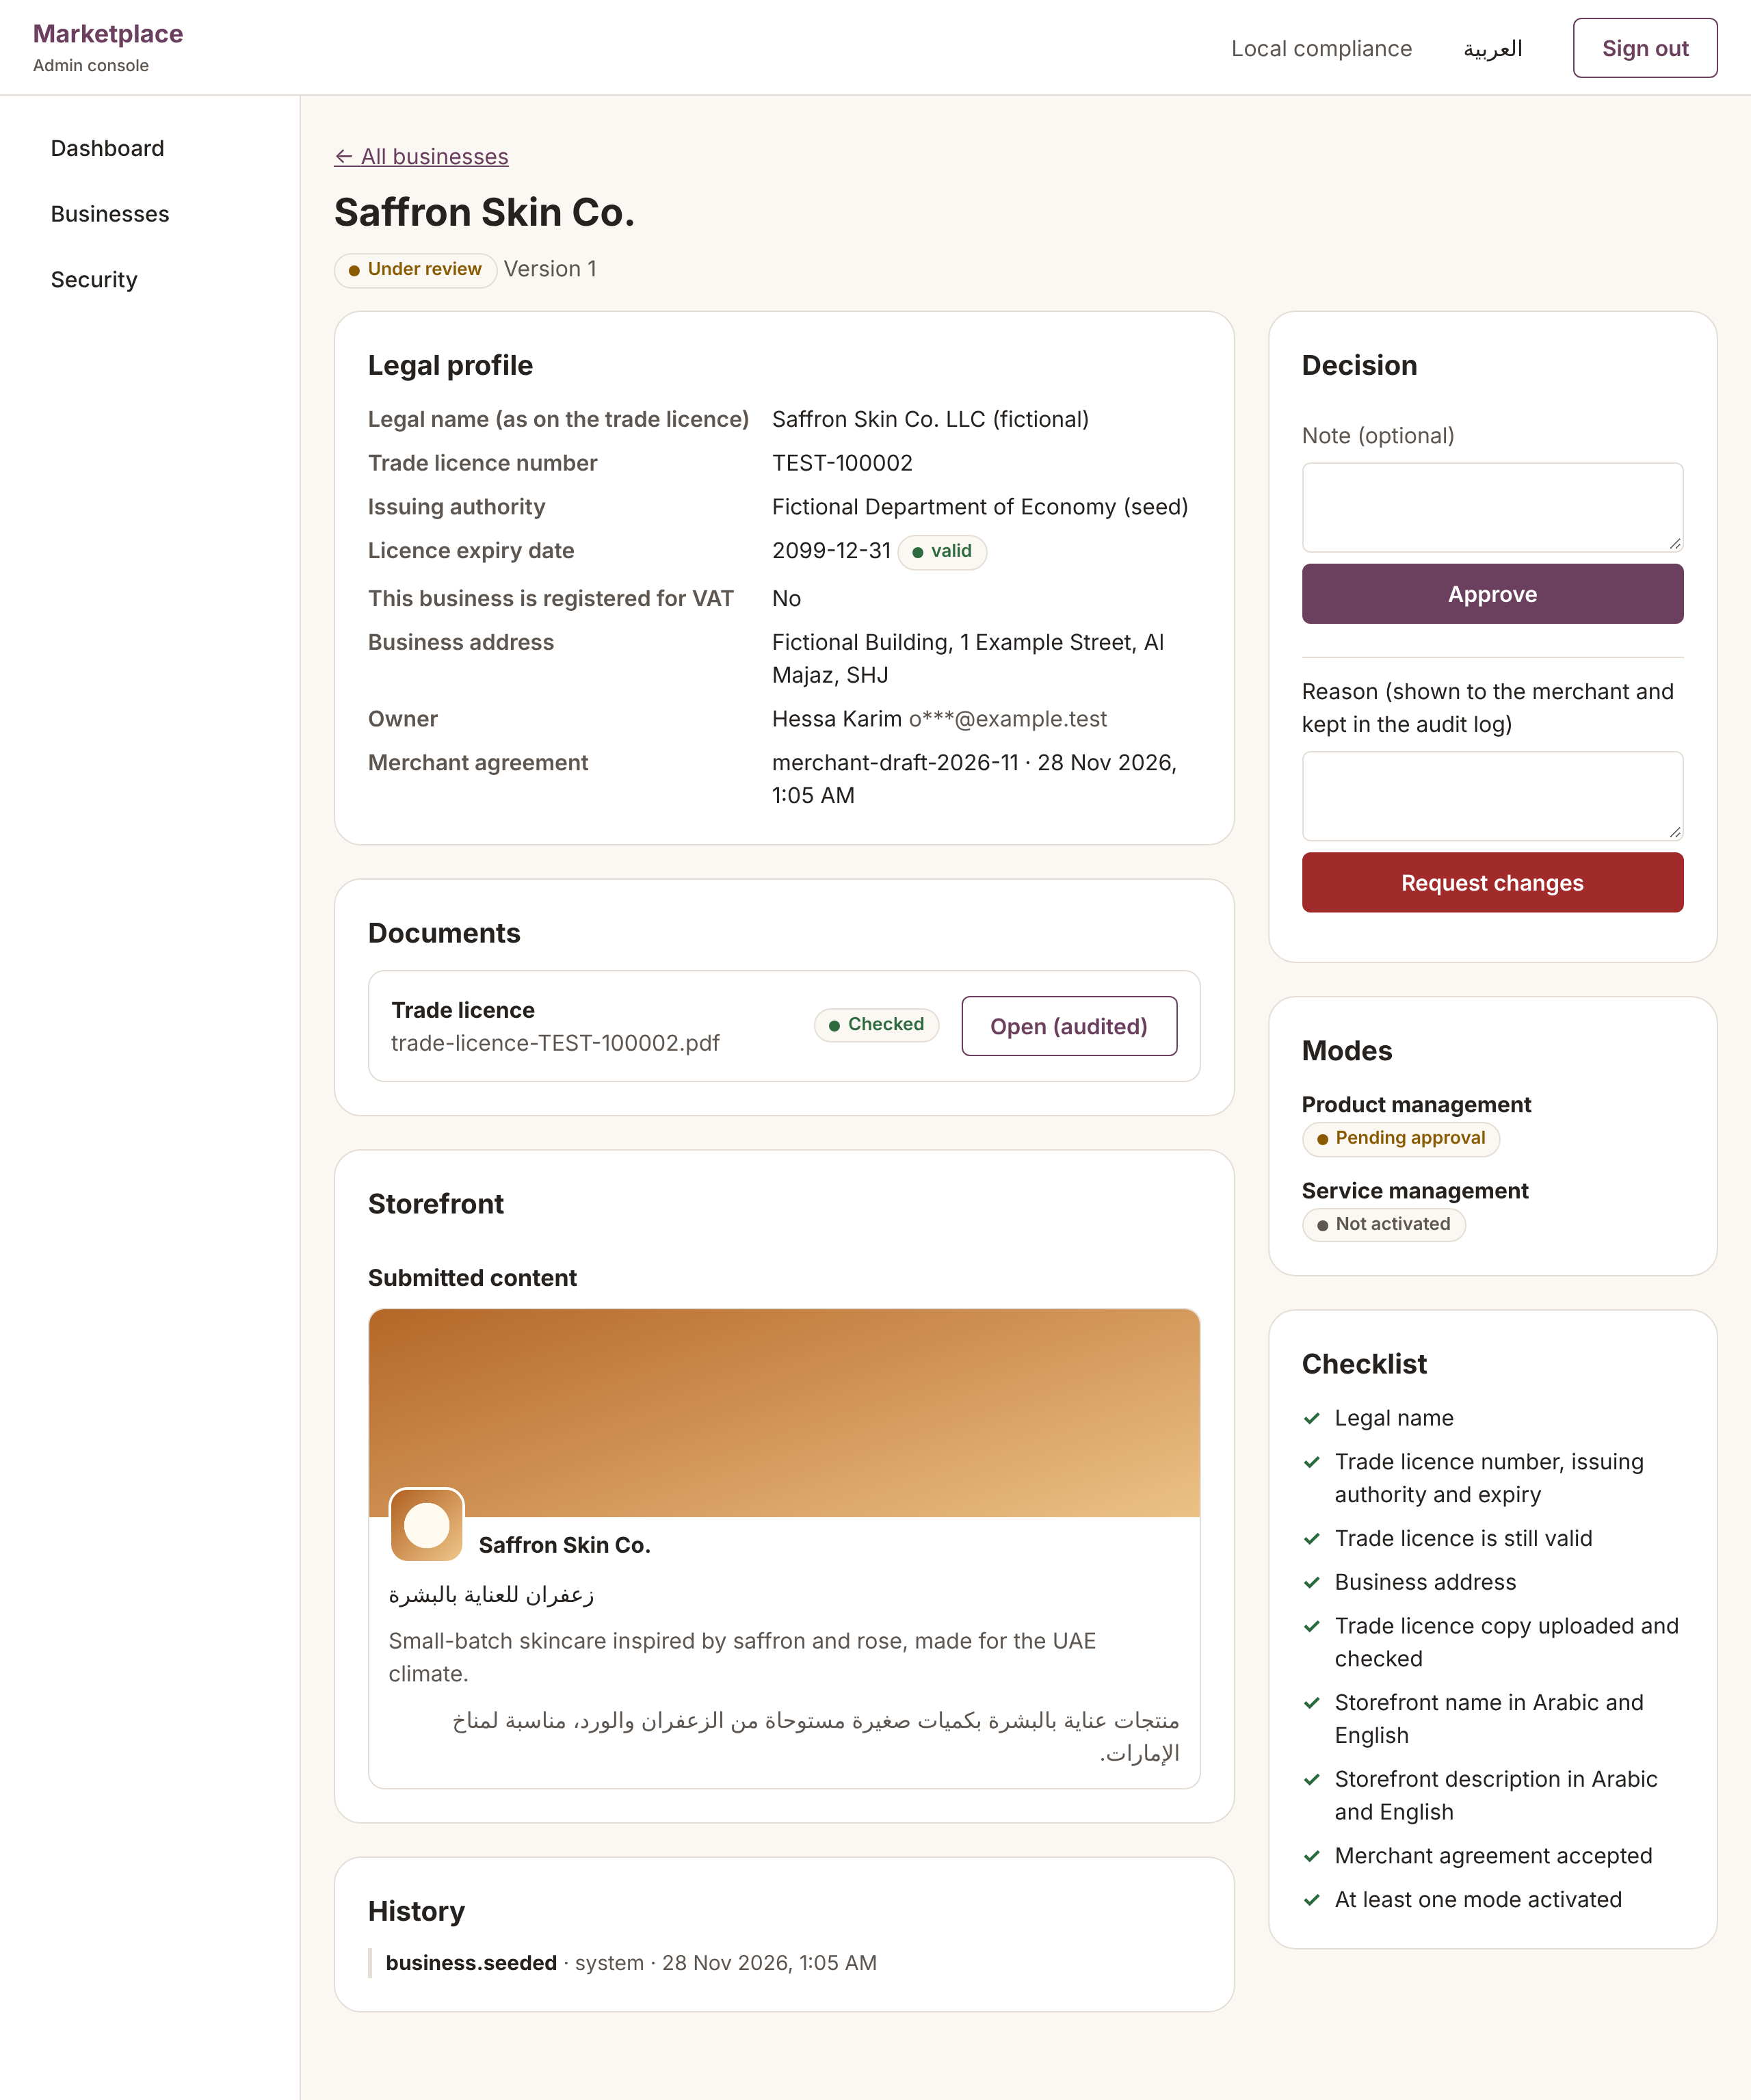 Marketplace
Admin console
Local compliance
العربية
Sign out
Dashboard
Businesses
Security
← All businesses
Saffron Skin Co.
Under review Version 1
Legal profile
Legal name (as on the trade licence) Saffron Skin Co. LLC (fictional)
Trade licence number TEST-100002
Issuing authority Fictional Department of Economy (seed)
Licence expiry date 2099-12-31 valid
This business is registered for VAT No
Business address Fictional Building, 1 Example Street, Al
Majaz, SHJ
Owner Hessa Karim o***@example.test
Merchant agreement merchant-draft-2026-11 · 28 Nov 2026,
1:05 AM
Documents
Trade licence
trade-licence-TEST-100002.pdf
Checked
Open (audited)
Storefront
Submitted content
Saffron Skin Co.
زعفران للعناية بالبشرة
Small-batch skincare inspired by saffron and rose, made for the UAE
climate.
منتجات عناية بالبشرة بكميات صغيرة مستوحاة من الزعفران والورد، مناسبة لمناخ
الإمارات.
History
business.seeded · system · 28 Nov 2026, 1:05 AM
Decision
Note (optional)
Approve
Reason (shown to the merchant and
kept in the audit log)
Request changes
Modes
Product management
Pending approval
Service management
Not activated
Checklist
✓ Legal name
✓ Trade licence number, issuing
authority and expiry
✓ Trade licence is still valid
✓ Business address
✓ Trade licence copy uploaded and
checked
✓ Storefront name in Arabic and
English
✓ Storefront description in Arabic
and English
✓ Merchant agreement accepted
✓ At least one mode activated